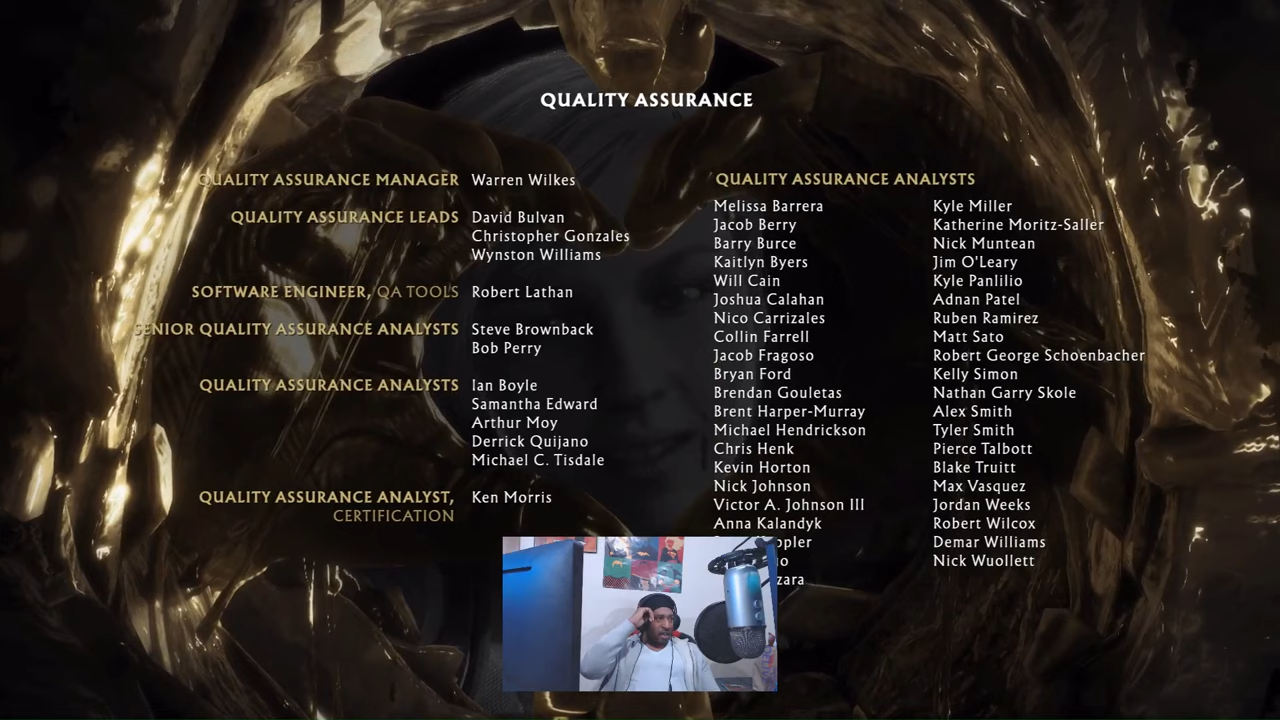 QUALITY ASSURANCE
QUALITY ASSURANCE MANAGER Warren Wilkes
QUALITY ASSURANCE LEADS David Bulvan
Christopher Gonzales
Wynston Williams
SOFTWARE ENGINEER, QA TOOLS Robert Lathan
SENIOR QUALITY ASSURANCE ANALYSTS Steve Brownback
Bob Perry
QUALITY ASSURANCE ANALYSTS Ian Boyle
Samantha Edward
Arthur Moy
Derrick Quijano
Michael C. Tisdale
QUALITY ASSURANCE ANALYST, Ken Morris
CERTIFICATION
QUALITY ASSURANCE ANALYSTS
Melissa Barrera
Jacob Berry
Barry Burce
Kaitlyn Byers
Will Cain
Joshua Calahan
Nico Carrizales
Collin Farrell
Jacob Fragoso
Bryan Ford
Brendan Gouletas
Brent Harper-Murray
Michael Hendrickson
Chris Henk
Kevin Horton
Nick Johnson
Victor A. Johnson III
Anna Kalandyk
Kyle Miller
Katherine Moritz-Saller
Nick Muntean
Jim O'Leary
Kyle Panlilio
Adnan Patel
Ruben Ramirez
Matt Sato
Robert George Schoenbacher
Kelly Simon
Nathan Garry Skole
Alex Smith
Tyler Smith
Pierce Talbott
Blake Truitt
Max Vasquez
Jordan Weeks
Robert Wilcox
Demar Williams
Nick Wuollett